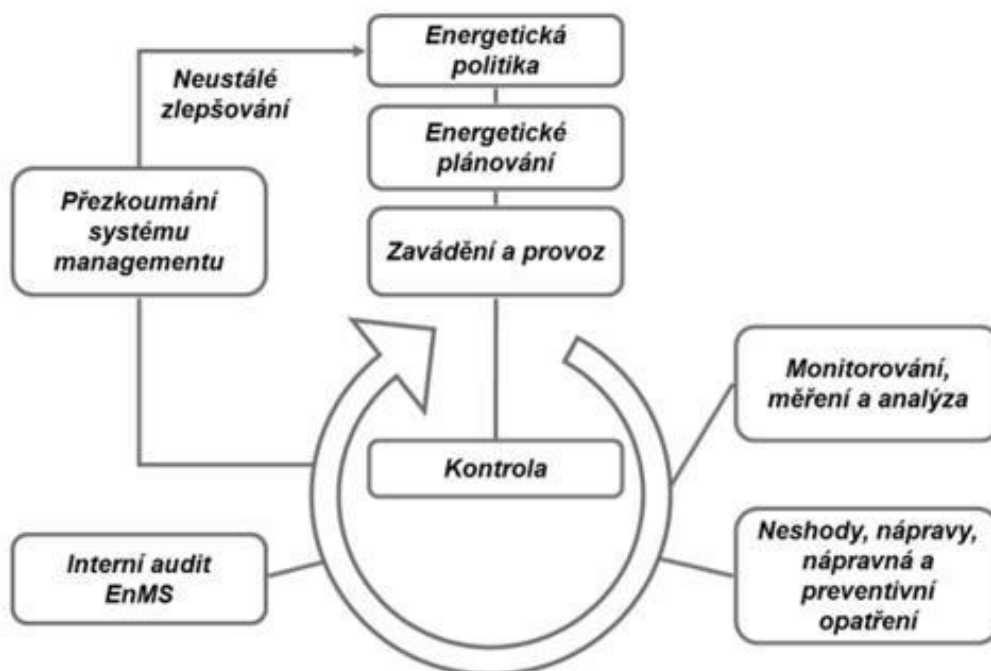 Energetická
politika
Neustálé
zlepšování
Energetické
plánování
Přezkoumání
systému
managementu
Zavádění a provoz
Monitorování,
měření a analýza
Kontrola
Interní audit
EnMS
Neshody, nápravy,
nápravná a
preventivní
opatření